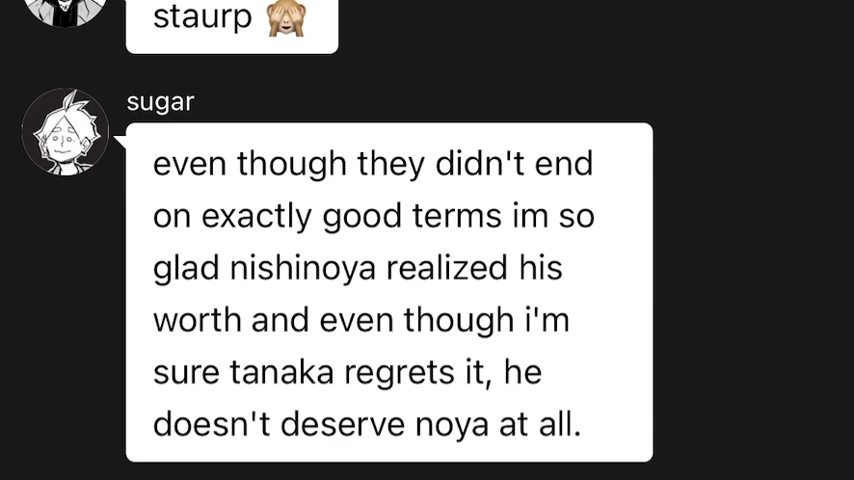 staurp 🙈
sugar
even though they didn't end
on exactly good terms im so
glad nishinoya realized his
worth and even though i'm
sure tanaka regrets it, he
doesn't deserve noya at all.